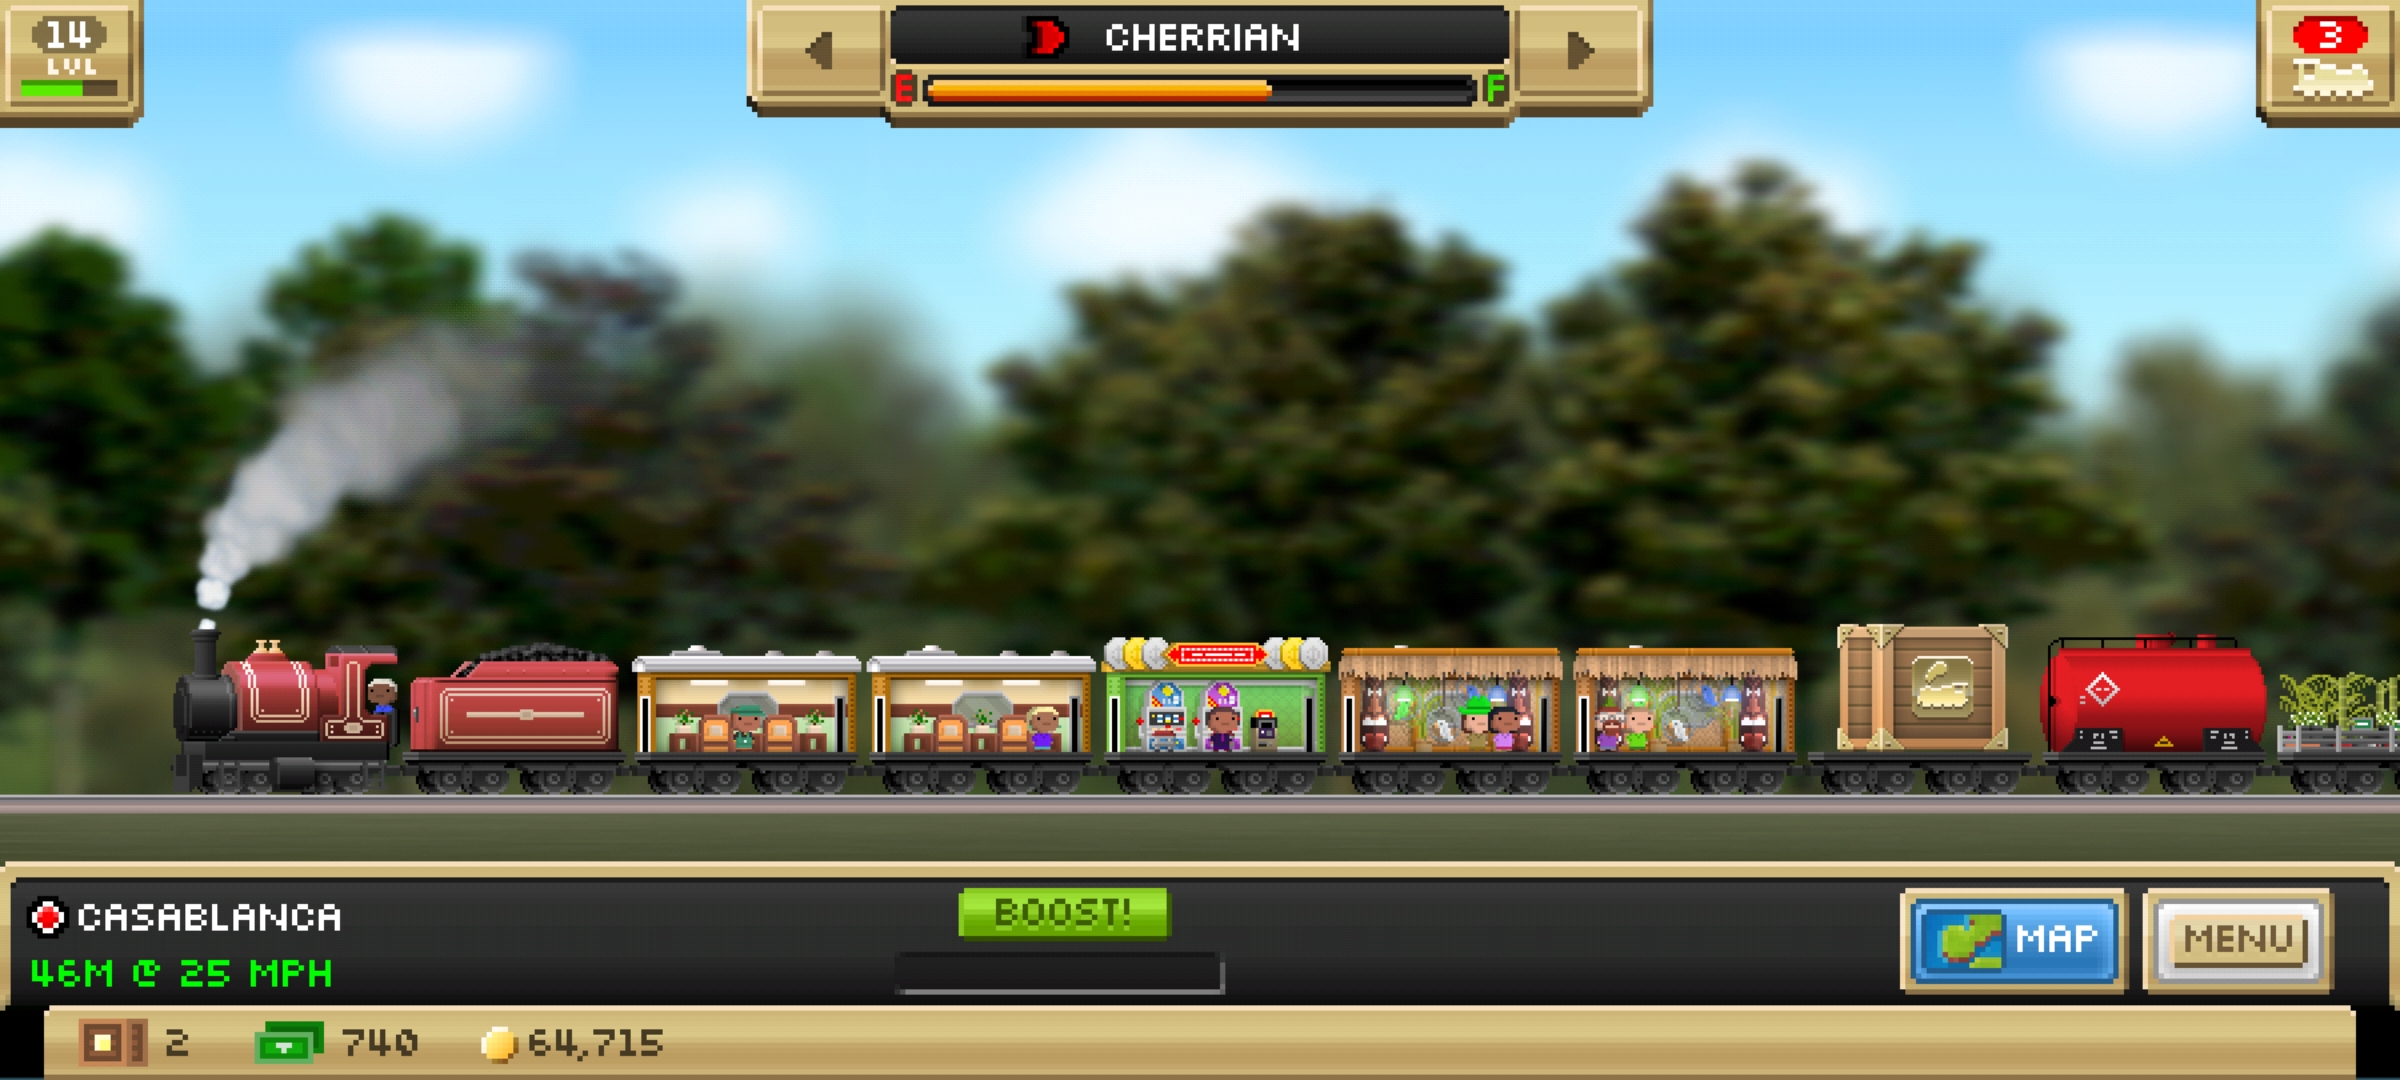 14
LVL
CHERRIAN
E
F
3
CASABLANCA
46M @ 25 MPH
BOOST!
MAP
MENU
2
740
64,715